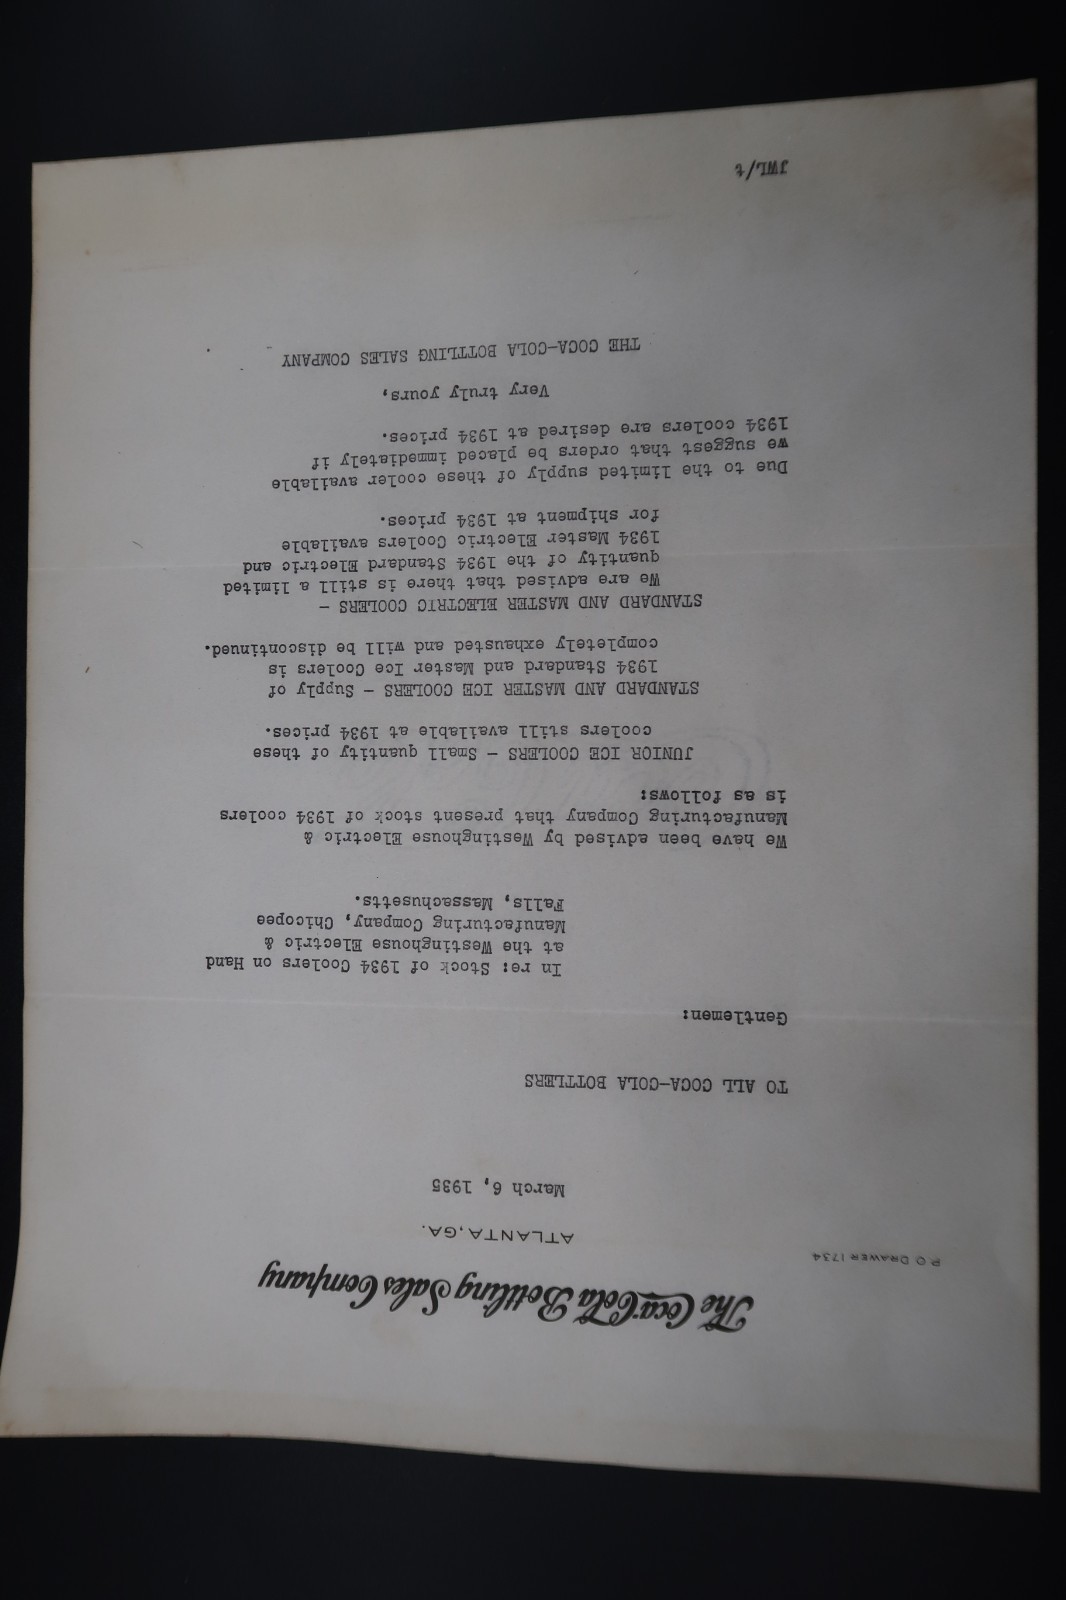 The Coca-Cola Bottling Sales Company
P. O. DRAWER 1734
ATLANTA, GA.
March 6, 1935
TO ALL COCA-COLA BOTTLERS
Gentlemen:
In re: Stock of 1934 Coolers on Hand
at the Westinghouse Electric &
Manufacturing Company, Chicopee
Falls, Massachusetts.
We have been advised by Westinghouse Electric &
Manufacturing Company that present stock of 1934 coolers
is as follows:
JUNIOR ICE COOLERS - Small quantity of these
coolers still available at 1934 prices.
STANDARD AND MASTER ICE COOLERS - Supply of
1934 Standard and Master Ice Coolers is
completely exhausted and will be discontinued.
STANDARD AND MASTER ELECTRIC COOLERS -
We are advised that there is still a limited
quantity of the 1934 Standard Electric and
1934 Master Electric Coolers available
for shipment at 1934 prices.
Due to the limited supply of these cooler available
we suggest that orders be placed immediately if
1934 coolers are desired at 1934 prices.
Very truly yours,
THE COCA-COLA BOTTLING SALES COMPANY
JWL/t